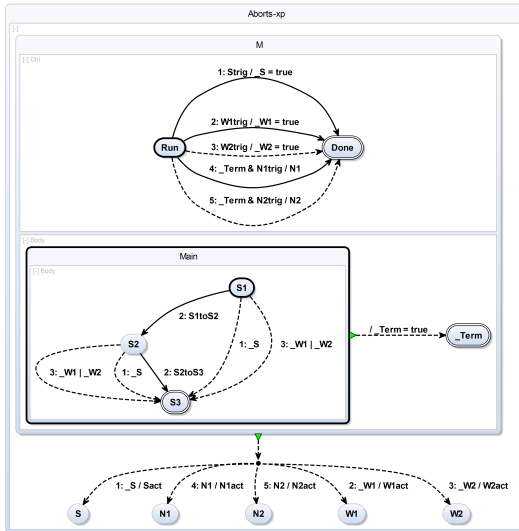 Aborts-xp
[-]
M
[-] Ctrl
1: Strig / _S = true
2: W1trig / _W1 = true
Run
3: W2trig / _W2 = true
Done
4: _Term & N1trig / N1
5: _Term & N2trig / N2
[-] Body
Main
[-] Body
S1
/ _Term = true
_Term
2: S1toS2
S2
1: _S
3: _W1 | _W2
3: _W1 | _W2
1: _S
2: S2toS3
S3
1: _S / Sact
4: N1 / N1act
5: N2 / N2act
2: _W1 / W1act
3: _W2 / W2act
S
N1
N2
W1
W2